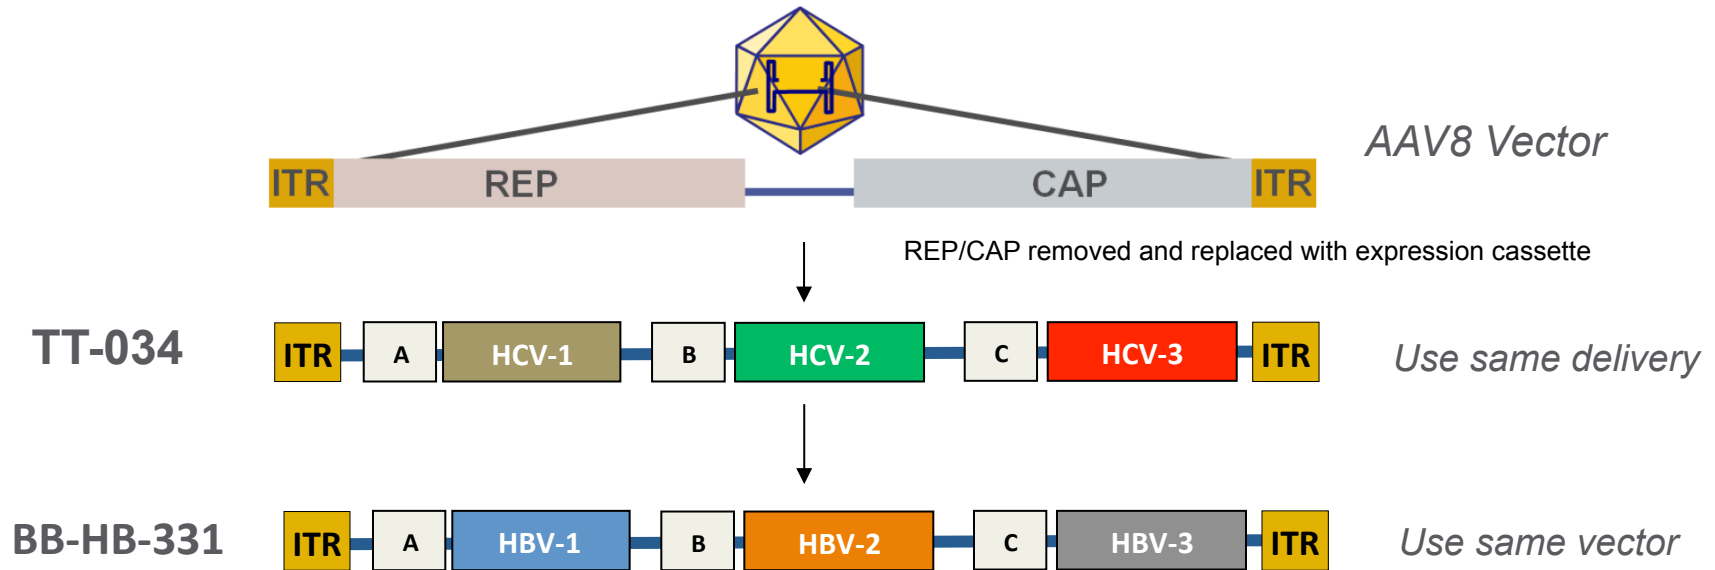 AAV8 Vector
ITR REP CAP ITR
REP/CAP removed and replaced with expression cassette
TT-034 ITR A HCV-1 B HCV-2 C HCV-3 ITR Use same delivery
BB-HB-331 ITR A HBV-1 B HBV-2 C HBV-3 ITR Use same vector